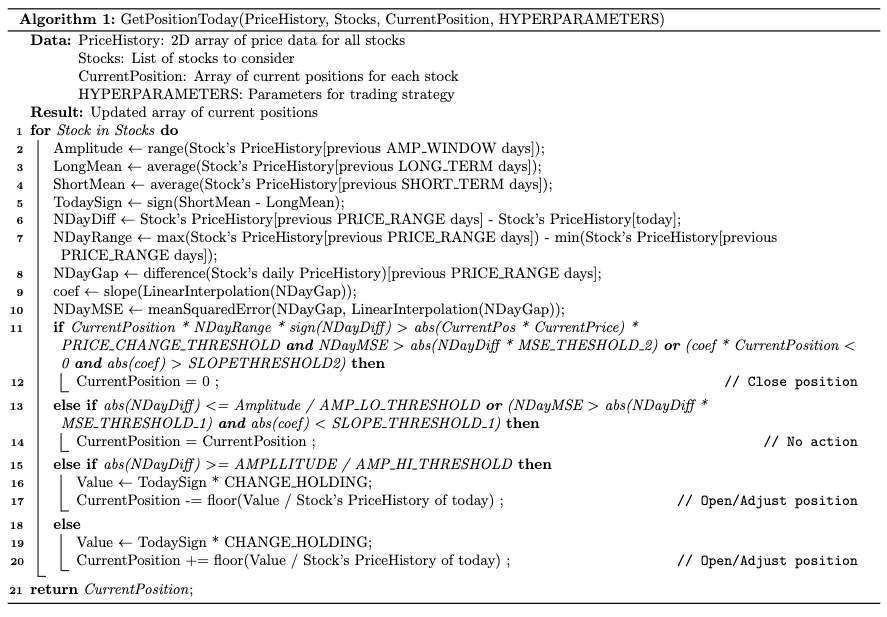 Algorithm 1: GetPositionToday(PriceHistory, Stocks, CurrentPosition, HYPERPARAMETERS)
Data: PriceHistory: 2D array of price data for all stocks
Stocks: List of stocks to consider
CurrentPosition: Array of current positions for each stock
HYPERPARAMETERS: Parameters for trading strategy
Result: Updated array of current positions
1 for Stock in Stocks do
2 Amplitude ← range(Stock's PriceHistory[previous AMP_WINDOW days]);
3 LongMean ← average(Stock's PriceHistory[previous LONG_TERM days]);
4 ShortMean ← average(Stock's PriceHistory[previous SHORT_TERM days]);
5 TodaySign ← sign(ShortMean - LongMean);
6 NDayDiff ← Stock's PriceHistory[previous PRICE_RANGE days] - Stock's PriceHistory[today];
7 NDayRange ← max(Stock's PriceHistory[previous PRICE_RANGE days]) - min(Stock's PriceHistory[previous
PRICE_RANGE days]);
8 NDayGap ← difference(Stock's daily PriceHistory)[previous PRICE_RANGE days];
9 coef ← slope(LinearInterpolation(NDayGap));
10 NDayMSE ← meanSquaredError(NDayGap, LinearInterpolation(NDayGap));
11 if CurrentPosition * NDayRange * sign(NDayDiff) > abs(CurrentPos * CurrentPrice) *
PRICE_CHANGE_THRESHOLD and NDayMSE > abs(NDayDiff * MSE_THESHOLD_2) or (coef * CurrentPosition <
0 and abs(coef) > SLOPETHRESHOLD2) then
12 CurrentPosition = 0 ; // Close position
13 else if abs(NDayDiff) <= Amplitude / AMP_LO_THRESHOLD or (NDayMSE > abs(NDayDiff *
MSE_THRESHOLD_1) and abs(coef) < SLOPE_THRESHOLD_1) then
14 CurrentPosition = CurrentPosition ; // No action
15 else if abs(NDayDiff) >= AMPLLITUDE / AMP_HI_THRESHOLD then
16 Value ← TodaySign * CHANGE_HOLDING;
17 CurrentPosition -= floor(Value / Stock's PriceHistory of today) ; // Open/Adjust position
18 else
19 Value ← TodaySign * CHANGE_HOLDING;
20 CurrentPosition += floor(Value / Stock's PriceHistory of today) ; // Open/Adjust position
21 return CurrentPosition;